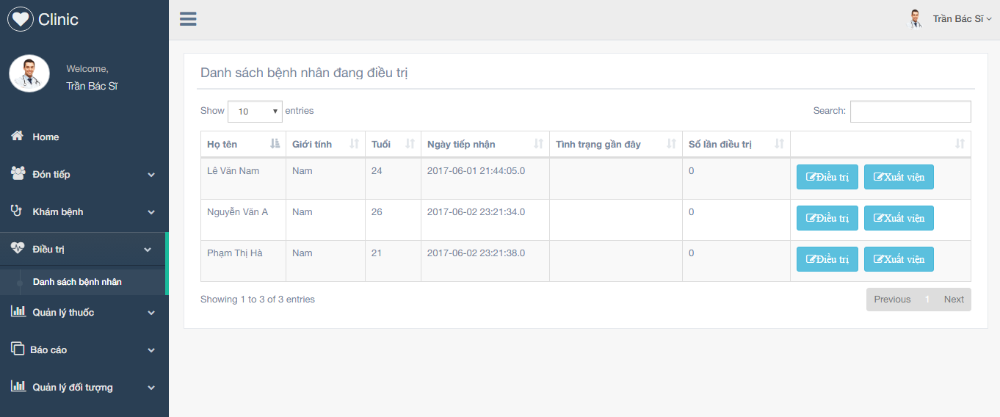 Clinic
Trần Bác Sĩ
Welcome,
Trần Bác Sĩ
Home
Đón tiếp
Khám bệnh
Điều trị
Danh sách bệnh nhân
Quản lý thuốc
Báo cáo
Quản lý đối tượng
Danh sách bệnh nhân đang điều trị
Show 10 entries Search:
Họ tên Giới tính Tuổi Ngày tiếp nhận Tình trạng gần đây Số lần điều trị
Lê Văn Nam Nam 24 2017-06-01 21:44:05.0 0 Điều trị Xuất viện
Nguyễn Văn A Nam 26 2017-06-02 23:21:34.0 0 Điều trị Xuất viện
Phạm Thị Hà Nam 21 2017-06-02 23:21:38.0 0 Điều trị Xuất viện
Showing 1 to 3 of 3 entries Previous 1 Next